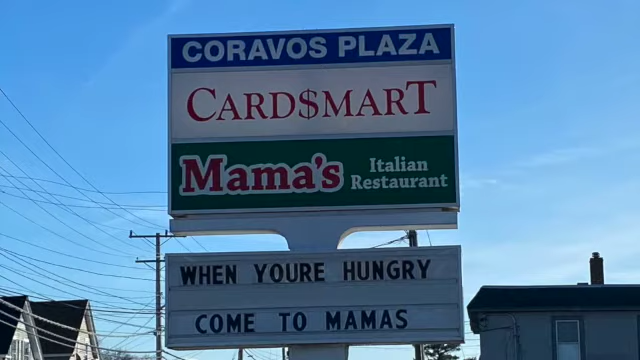 CORAVOS PLAZA
CARD$MART
Mama's Italian
Restaurant
WHEN YOURE HUNGRY
COME TO MAMAS